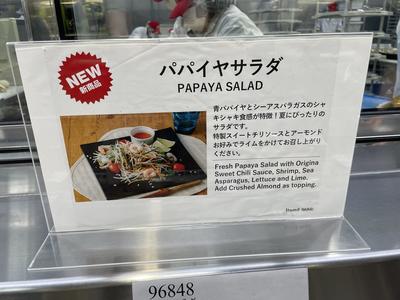 NEW
新商品
パパイヤサラダ
PAPAYA SALAD
青パパイヤとシーアスパラガスのシャ
キシャキ食感が特徴！夏にぴったりの
サラダです。
特製スイートチリソースとアーモンド
お好みでライムをかけてお召し上がり
ください。
Fresh Papaya Salad with Origina
Sweet Chili Sauce, Shrimp, Sea
Asparagus, Lettuce and Lime.
Add Crushed Almond as topping.
Item#
96848